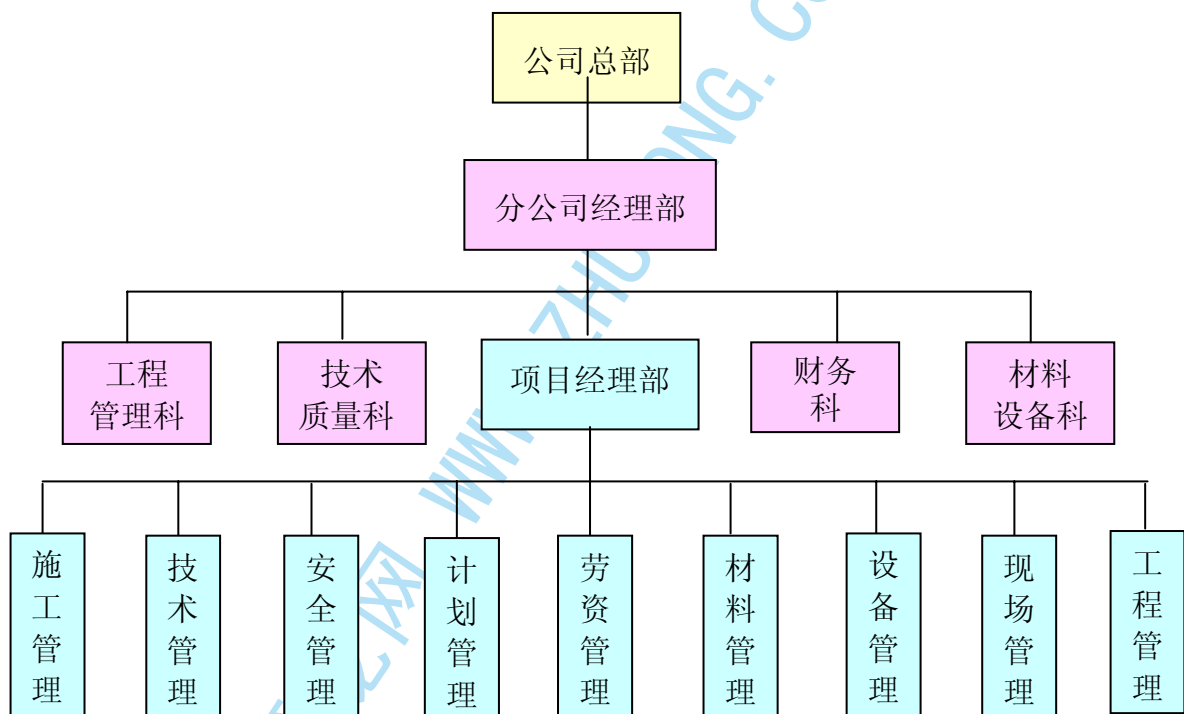 公司总部
分公司经理部
工程
管理科
技术
质量科
项目经理部
财务
科
材料
设备科
施工管理
技术管理
安全管理
计划管理
劳资管理
材料管理
设备管理
现场管理
工程管理